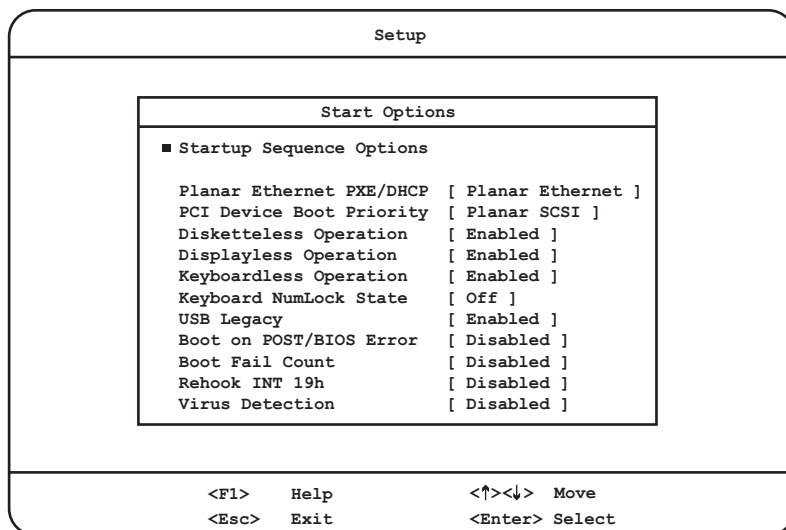 Setup
Start Options
■ Startup Sequence Options
Planar Ethernet PXE/DHCP [ Planar Ethernet ]
PCI Device Boot Priority [ Planar SCSI ]
Disketteless Operation [ Enabled ]
Displayless Operation [ Enabled ]
Keyboardless Operation [ Enabled ]
Keyboard NumLock State [ Off ]
USB Legacy [ Enabled ]
Boot on POST/BIOS Error [ Disabled ]
Boot Fail Count [ Disabled ]
Rehook INT 19h [ Disabled ]
Virus Detection [ Disabled ]
<F1> Help <↑><↓> Move
<Esc> Exit <Enter> Select